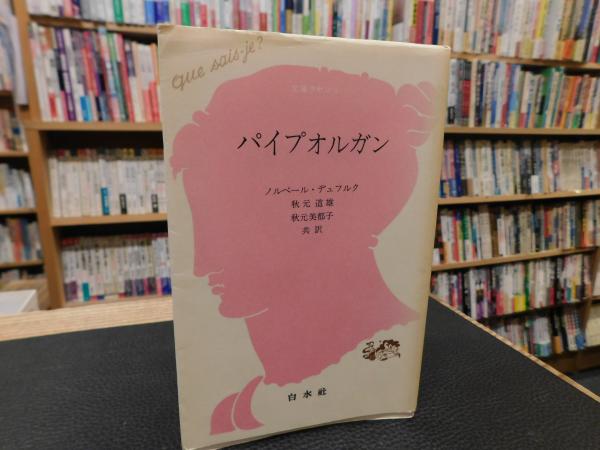 que sais-je?
文庫クセジュ
パイプオルガン
ノルベール・デュフルク
秋元道雄
秋元美都子
共訳
白水社